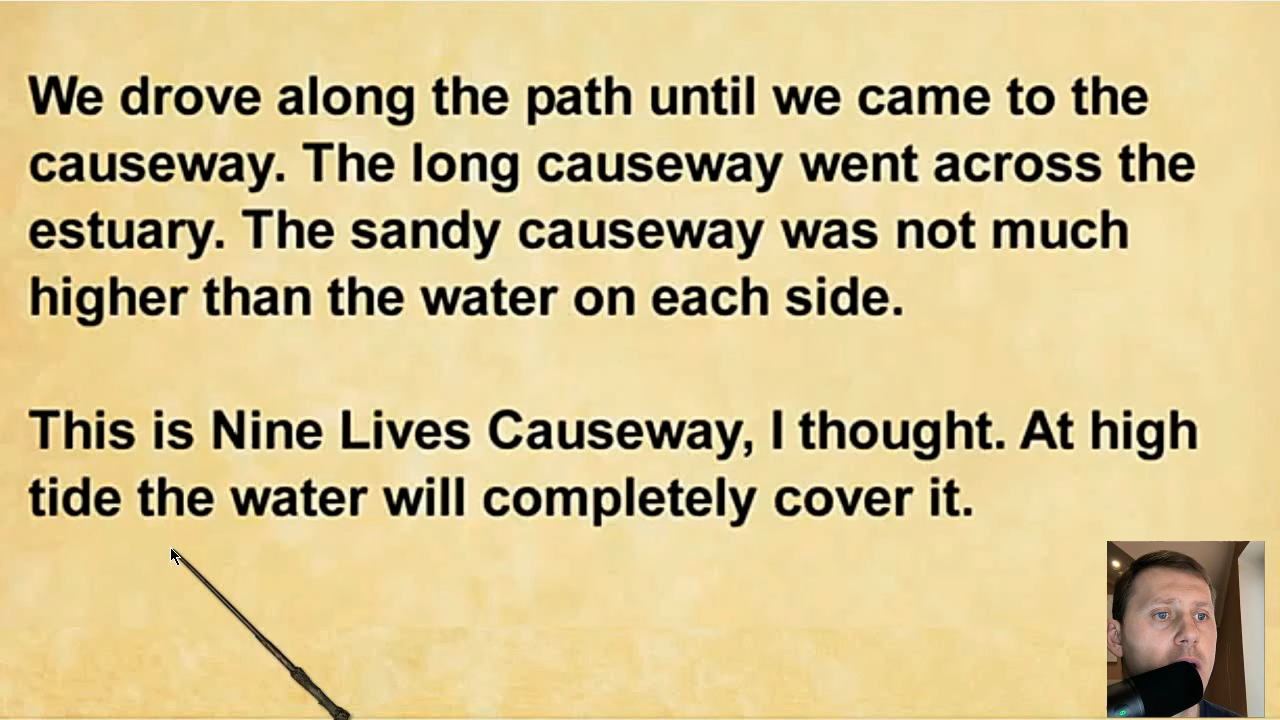 We drove along the path until we came to the
causeway. The long causeway went across the
estuary. The sandy causeway was not much
higher than the water on each side.
This is Nine Lives Causeway, I thought. At high
tide the water will completely cover it.